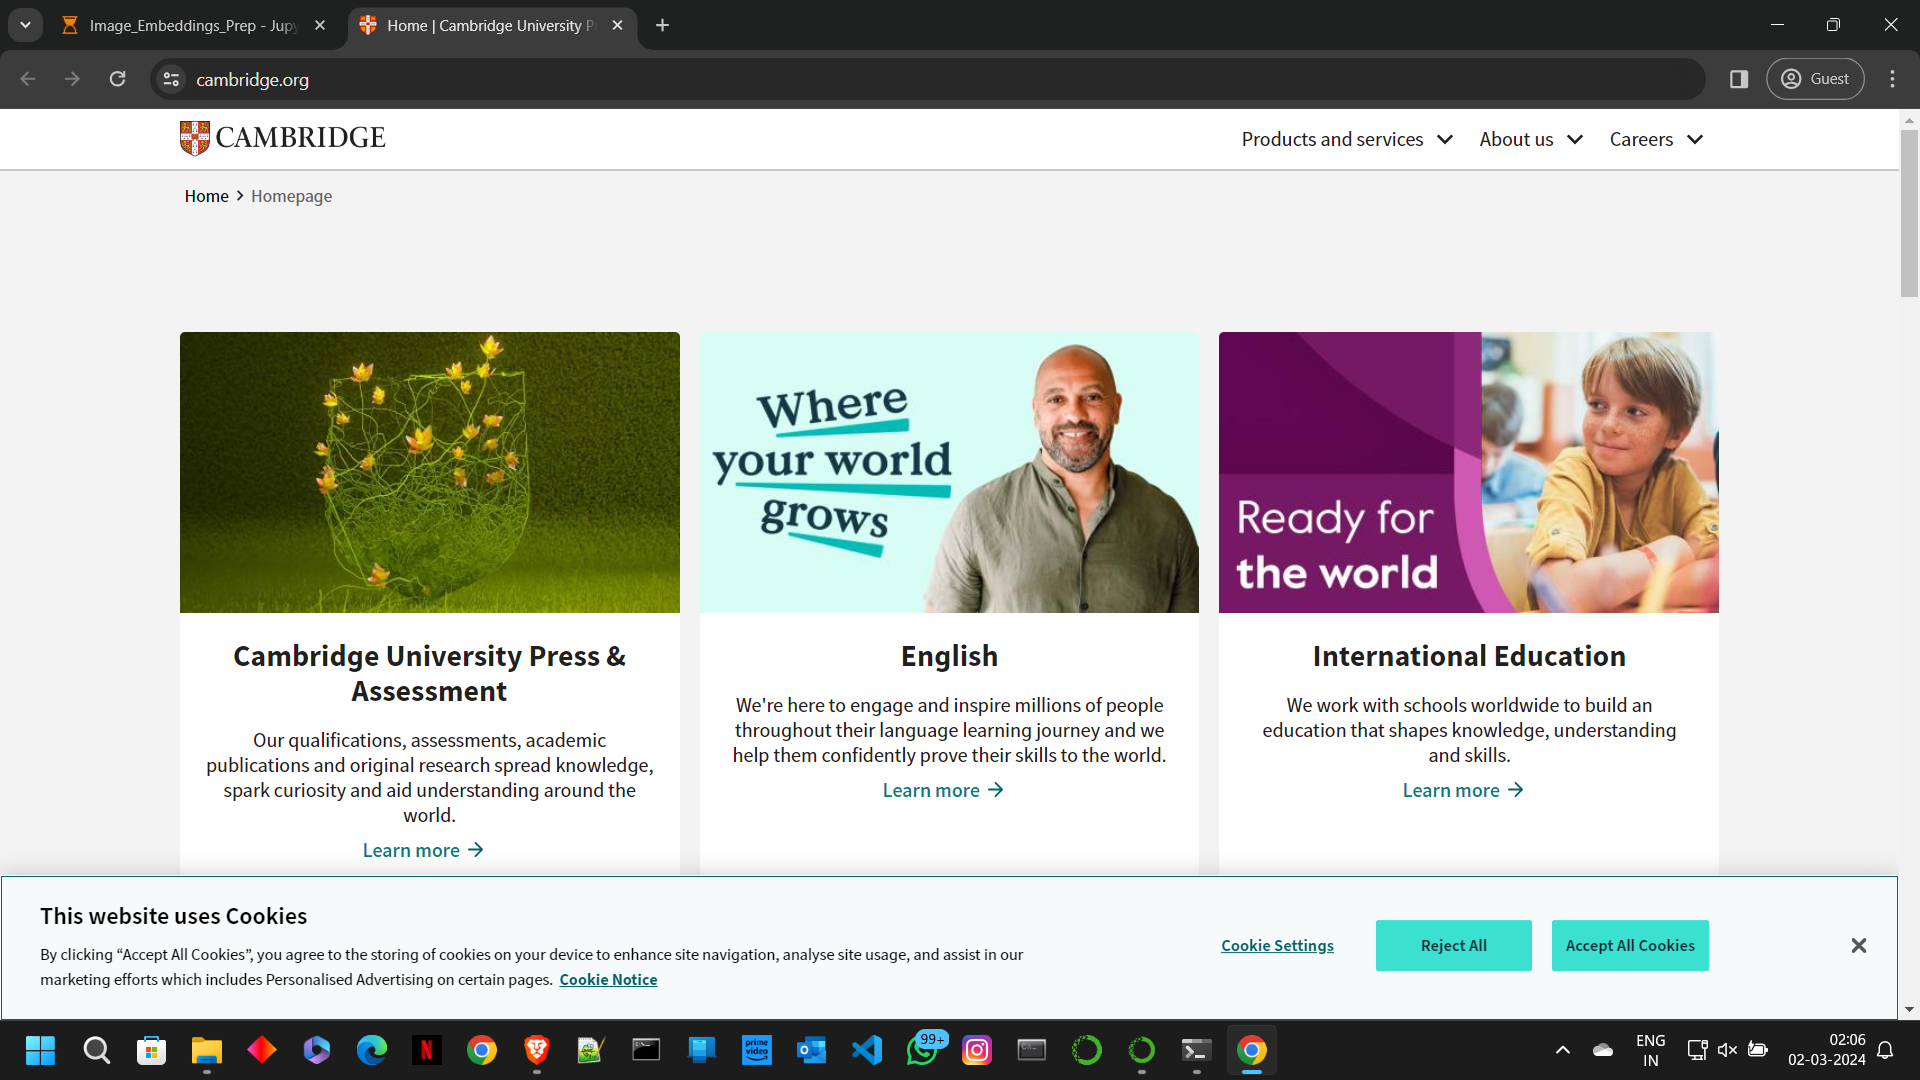 Image_Embeddings_Prep - Jupy
Home | Cambridge University P
cambridge.org
Guest
CAMBRIDGE
Products and services
About us
Careers
Home > Homepage
Where
your world
grows
Ready for
the world
Cambridge University Press &
Assessment
Our qualifications, assessments, academic
publications and original research spread knowledge,
spark curiosity and aid understanding around the
world.
Learn more →
English
We're here to engage and inspire millions of people
throughout their language learning journey and we
help them confidently prove their skills to the world.
Learn more →
International Education
We work with schools worldwide to build an
education that shapes knowledge, understanding
and skills.
Learn more →
This website uses Cookies
By clicking “Accept All Cookies”, you agree to the storing of cookies on your device to enhance site navigation, analyse site usage, and assist in our
marketing efforts which includes Personalised Advertising on certain pages. Cookie Notice
Cookie Settings
Reject All
Accept All Cookies
N
prime
video
99+
ENG
IN
02:06
02-03-2024